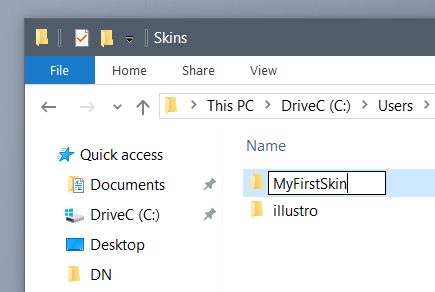 Skins
File Home Share View
This PC DriveC (C:) Users
Quick access
Documents
DriveC (C:)
Desktop
DN
Name
MyFirstSkin
illustro